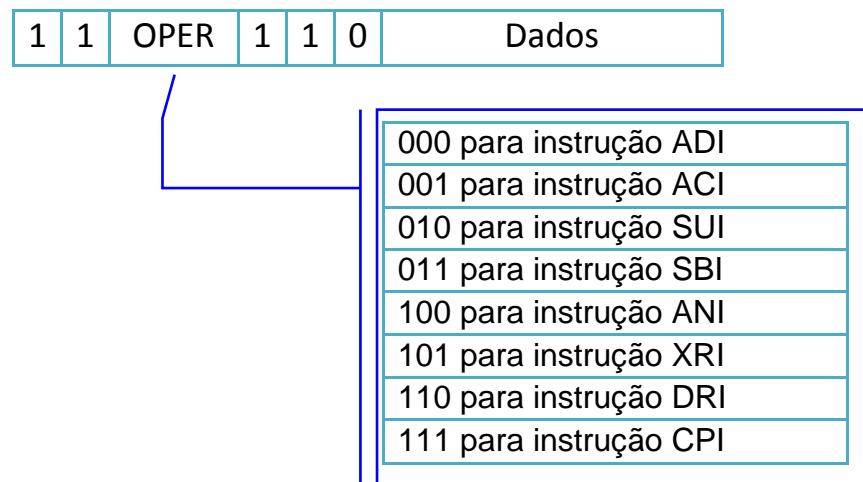 1 1 OPER 1 1 0 Dados
000 para instrução ADI
001 para instrução ACI
010 para instrução SUI
011 para instrução SBI
100 para instrução ANI
101 para instrução XRI
110 para instrução DRI
111 para instrução CPI